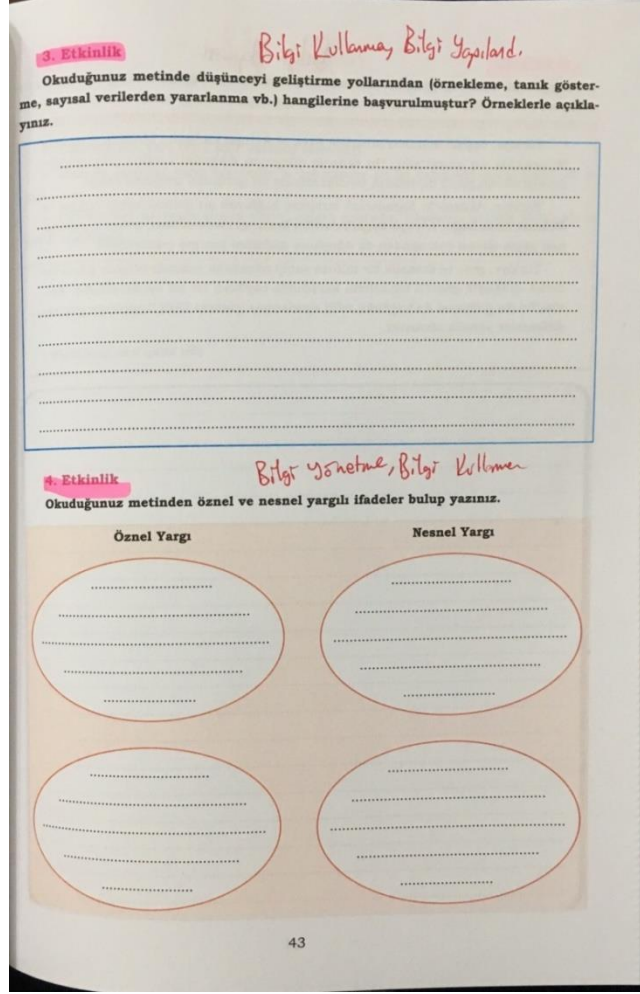 3. Etkinlik
Bilgi Kullanma, Bilgi Yapıland.
Okuduğunuz metinde düşünceyi geliştirme yollarından (örnekleme, tanık göster-
me, sayısal verilerden yararlanma vb.) hangilerine başvurulmuştur? Örneklerle açıkla-
yınız.
Bilgi Yönetme, Bilgi Kullanma
4. Etkinlik
Okuduğunuz metinden öznel ve nesnel yargılı ifadeler bulup yazınız.
Öznel Yargı
Nesnel Yargı
43